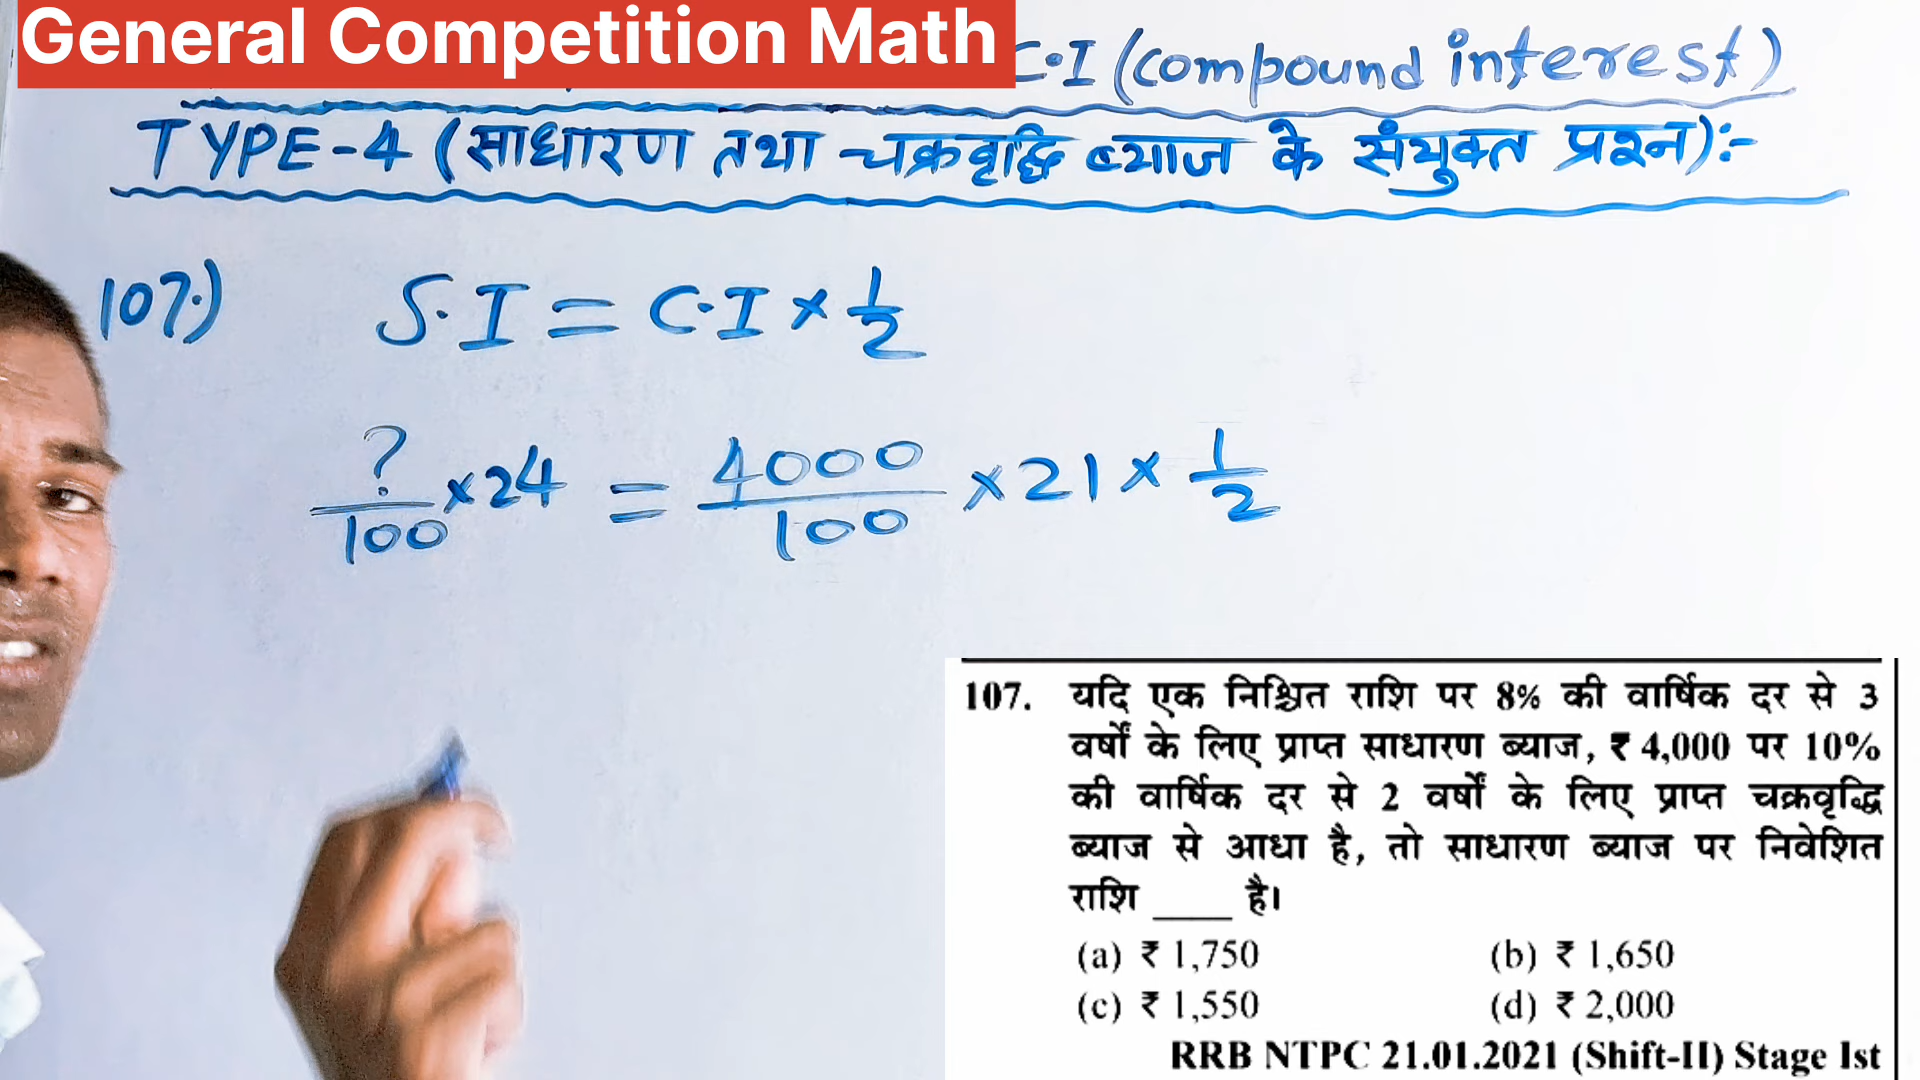 General Competition Math
C.I (compound interest)
TYPE-4 (साधारण तथा चक्रवृद्धि ब्याज के संयुक्त प्रश्न):-
107.) S.I = C.I × 1/2
?/100 × 24 = 4000/100 × 21 × 1/2
107. यदि एक निश्चित राशि पर 8% की वार्षिक दर से 3
वर्षों के लिए प्राप्त साधारण ब्याज, ₹ 4,000 पर 10%
की वार्षिक दर से 2 वर्षों के लिए प्राप्त चक्रवृद्धि
ब्याज से आधा है, तो साधारण ब्याज पर निवेशित
राशि ____ है।
(a) ₹ 1,750 (b) ₹ 1,650
(c) ₹ 1,550 (d) ₹ 2,000
RRB NTPC 21.01.2021 (Shift-II) Stage Ist